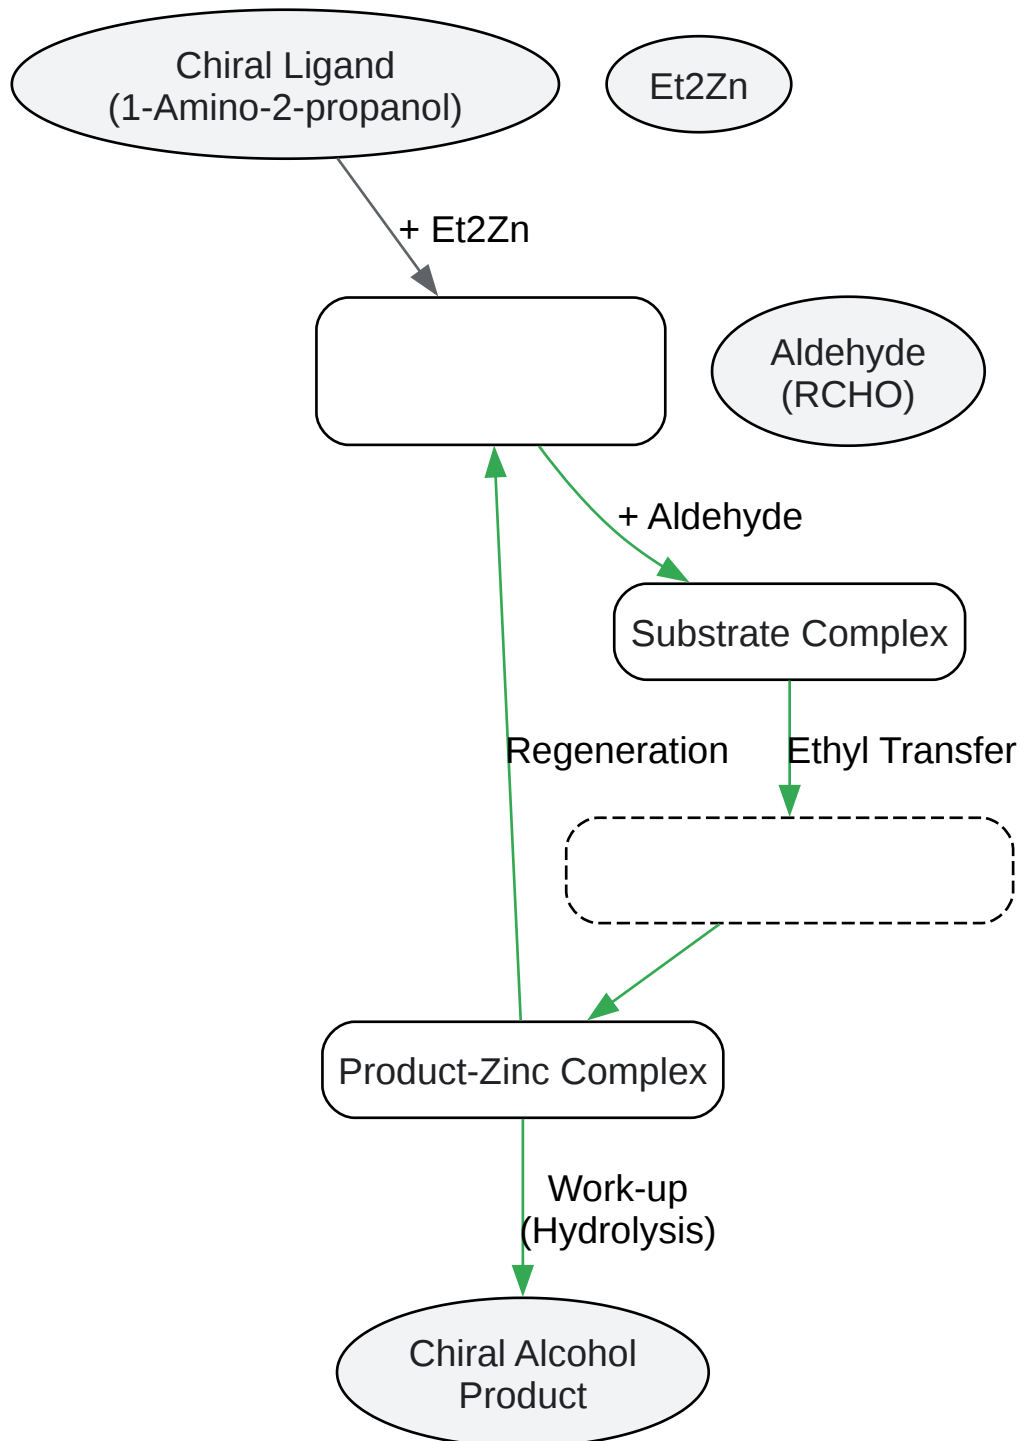 Chiral Ligand
(1-Amino-2-propanol)
Et2Zn
+ Et2Zn
Aldehyde
(RCHO)
+ Aldehyde
Substrate Complex
Regeneration
Ethyl Transfer
Product-Zinc Complex
Work-up
(Hydrolysis)
Chiral Alcohol
Product